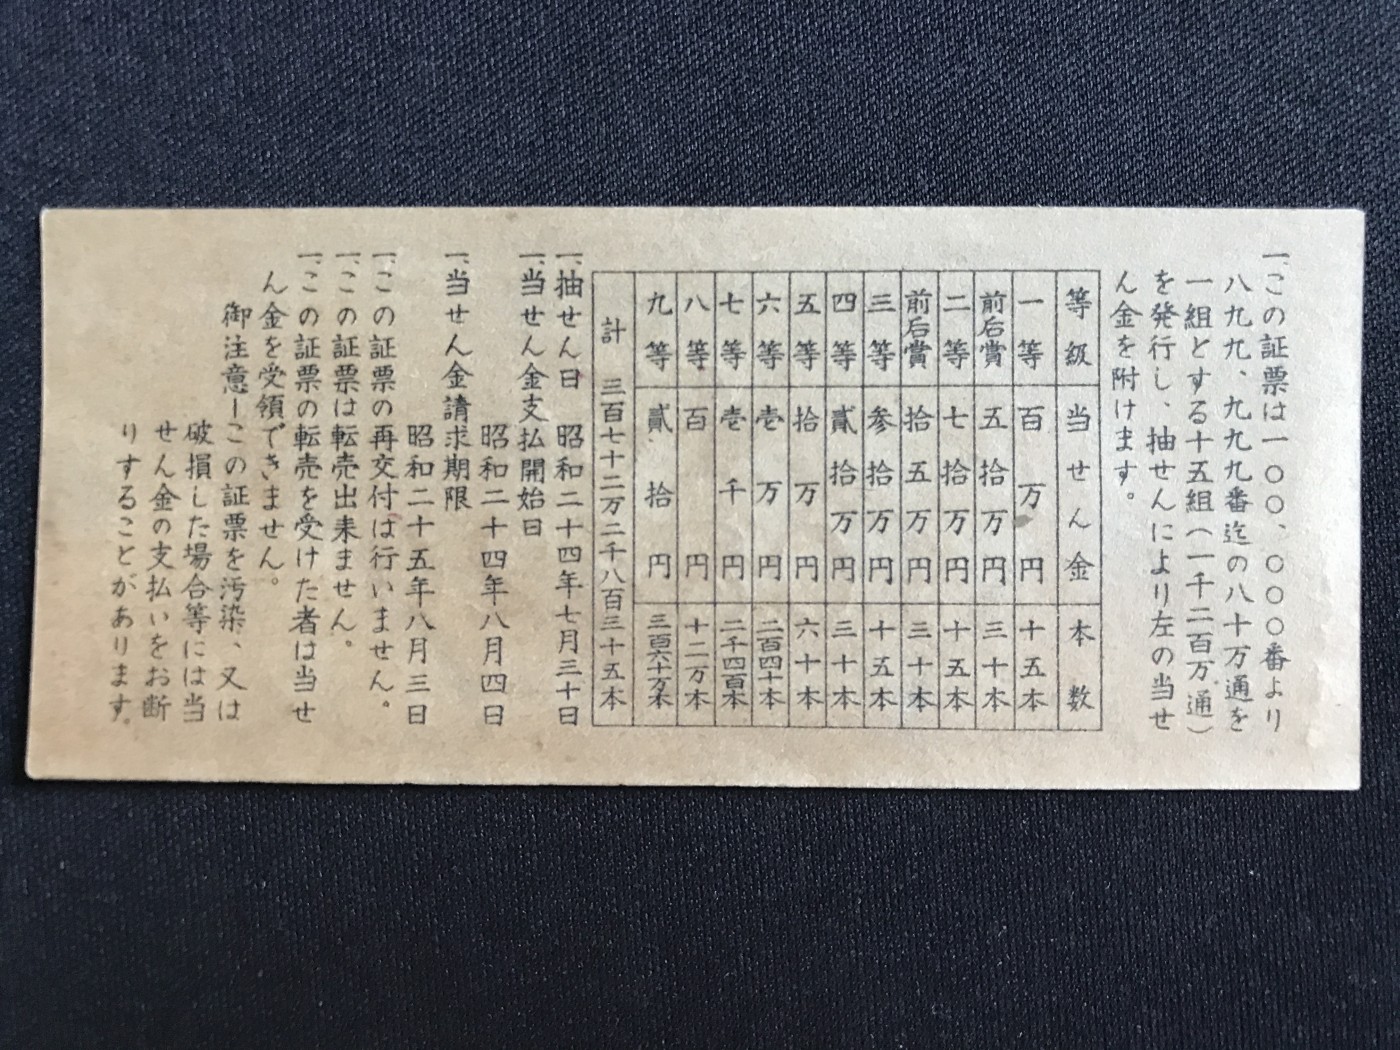 一、この証票は一〇〇、〇〇〇番より
八九九、九九九番迄の八十万通を
一組とする十五組(一千二百万通)
を発行し、抽せんにより左の当せ
ん金を附けます。
等級 当せん金 本数
一等 百万円 十五本
前后賞 五拾万円 三十本
二等 七拾万円 十五本
前后賞 拾五万円 三十本
三等 参拾万円 十五本
四等 貳拾万円 三十本
五等 拾万円 六十本
六等 壱万円 二百四十本
七等 壱千円 二千四百本
八等 百円 十二万本
九等 貳拾円 三百六十万本
計 三百七十二万二千八百三十五本
一、抽せん日 昭和二十四年七月三十日
一、当せん金支払開始日
昭和二十四年八月四日
一、当せん金請求期限
昭和二十五年八月三日
一、この証票の再交付は行いません。
一、この証票は転売出来ません。
一、この証票の転売を受けた者は当せ
ん金を受領できません。
御注意ーこの証票を汚染、又は
破損した場合等には当
せん金の支払いをお断
りすることがあります。